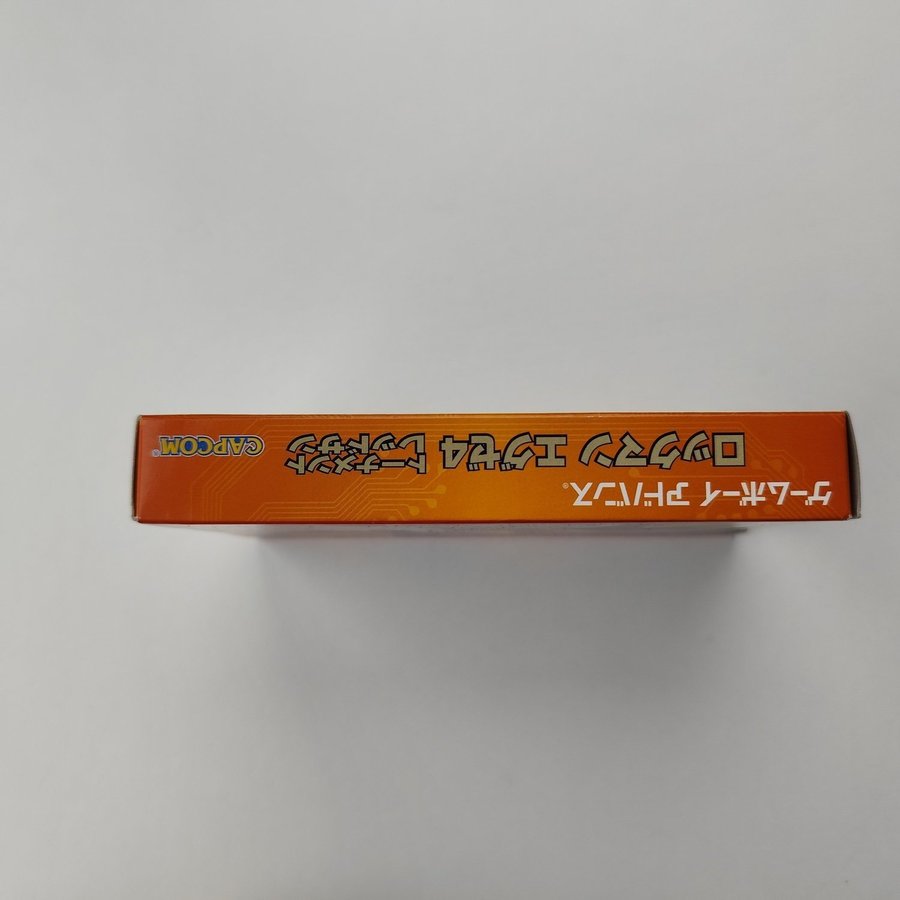 ゲームボーイ アドバンス®
ロックマン エグゼ4
トーナメント
レッドサン
CAPCOM®